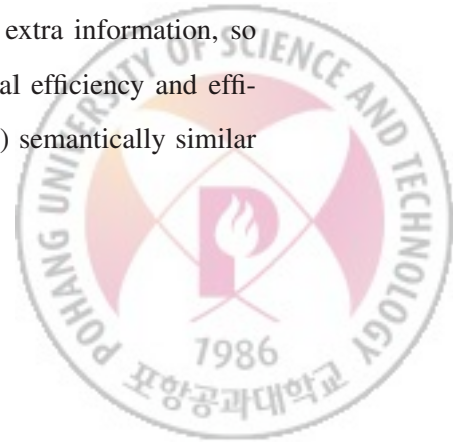 extra information, so
al efficiency and effi-
) semantically similar
POHANG UNIVERSITY OF SCIENCE AND TECHNOLOGY
P
1986
포항공과대학교